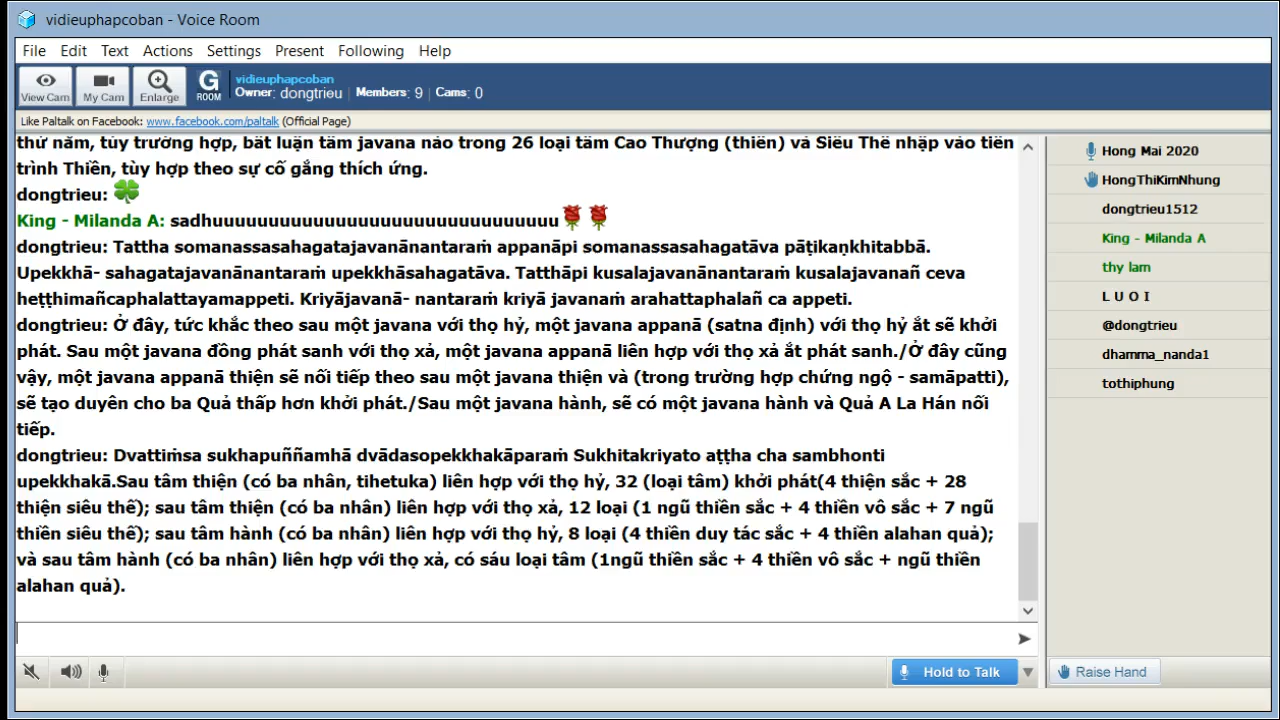 vidieuphapcoban - Voice Room
File Edit Text Actions Settings Present Following Help
View Cam My Cam Enlarge G ROOM
vidieuphapcoban
Owner: dongtrieu | Members: 9 | Cams: 0
Like Paltalk on Facebook: www.facebook.com/paltalk (Official Page)
thứ năm, tùy trường hợp, bất luận tâm javana nào trong 26 loại tâm Cao Thượng (thiền) và Siêu Thế nhập vào tiến
trình Thiền, tùy hợp theo sự cố gắng thích ứng.
dongtrieu:
King - Milanda A: sadhuuuuuuuuuuuuuuuuuuuuuuuuuuuuuuu
dongtrieu: Tattha somanassasahagatajavanānantaraṁ appanāpi somanassasahagatāva pāṭikaṇkhitabbā.
Upekkhā- sahagatajavanānantaraṁ upekkhāsahagatāva. Tatthāpi kusalajavanānantaraṁ kusalajavanañ ceva
heṭṭhimañcaphalattayamappeti. Kriyājavanā- nantaraṁ kriyā javanaṁ arahattaphalañ ca appeti.
dongtrieu: Ở đây, tức khắc theo sau một javana với thọ hỷ, một javana appanā (satna định) với thọ hỷ ắt sẽ khởi
phát. Sau một javana đồng phát sanh với thọ xả, một javana appanā liên hợp với thọ xả ắt phát sanh./Ở đây cũng
vậy, một javana appanā thiện sẽ nối tiếp theo sau một javana thiện và (trong trường hợp chứng ngộ - samāpatti),
sẽ tạo duyên cho ba Quả thấp hơn khởi phát./Sau một javana hành, sẽ có một javana hành và Quả A La Hán nối
tiếp.
dongtrieu: Dvattiṁsa sukhapuññamhā dvādasopekkhakāparaṁ Sukhitakriyato aṭṭha cha sambhonti
upekkhakā.Sau tâm thiện (có ba nhân, tihetuka) liên hợp với thọ hỷ, 32 (loại tâm) khởi phát(4 thiện sắc + 28
thiện siêu thế); sau tâm thiện (có ba nhân) liên hợp với thọ xả, 12 loại (1 ngũ thiền sắc + 4 thiền vô sắc + 7 ngũ
thiền siêu thế); sau tâm hành (có ba nhân) liên hợp với thọ hỷ, 8 loại (4 thiền duy tác sắc + 4 thiền alahan quả);
và sau tâm hành (có ba nhân) liên hợp với thọ xả, có sáu loại tâm (1ngũ thiền sắc + 4 thiền vô sắc + ngũ thiền
alahan quả).
Hold to Talk
Hong Mai 2020
HongThiKimNhung
dongtrieu1512
King - Milanda A
thy lam
L U O I
@dongtrieu
dhamma_nanda1
tothiphung
Raise Hand